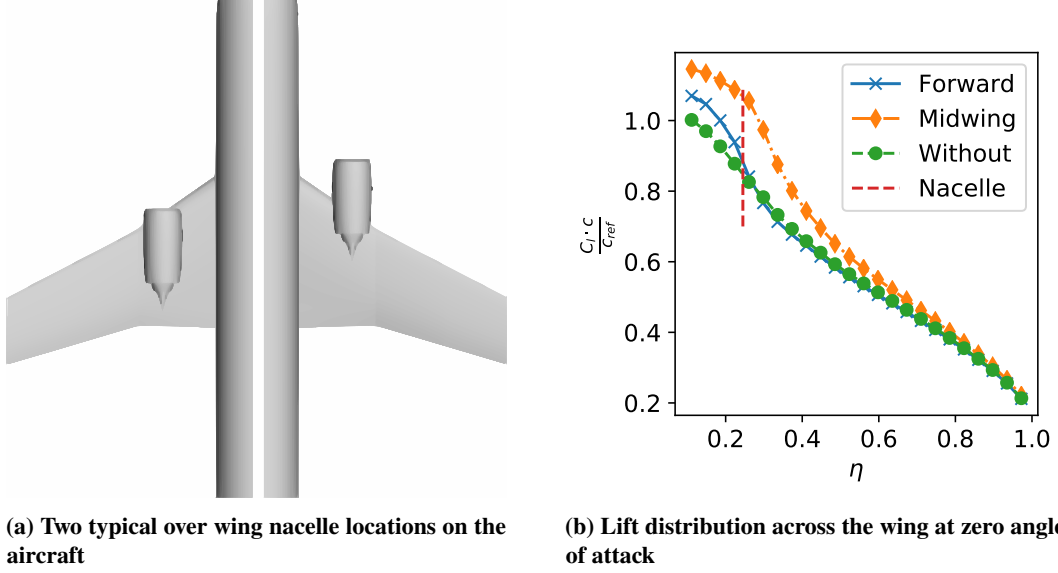 Forward
Midwing
Without
Nacelle
1.0
0.8
0.6
0.4
0.2
C_l · c
c_ref
0.2 0.4 0.6 0.8 1.0
η
(a) Two typical over wing nacelle locations on the
aircraft
(b) Lift distribution across the wing at zero angle
of attack